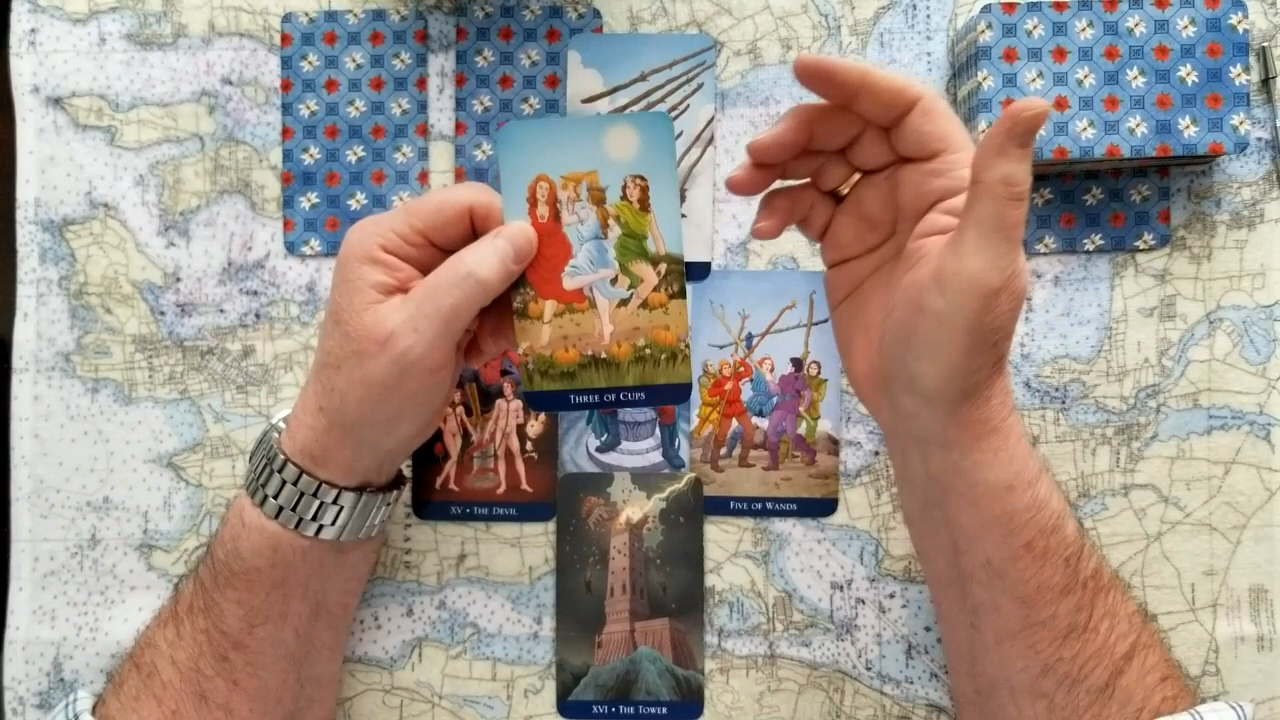 THREE OF CUPS
XV • THE DEVIL
FIVE OF WANDS
XVI • THE TOWER